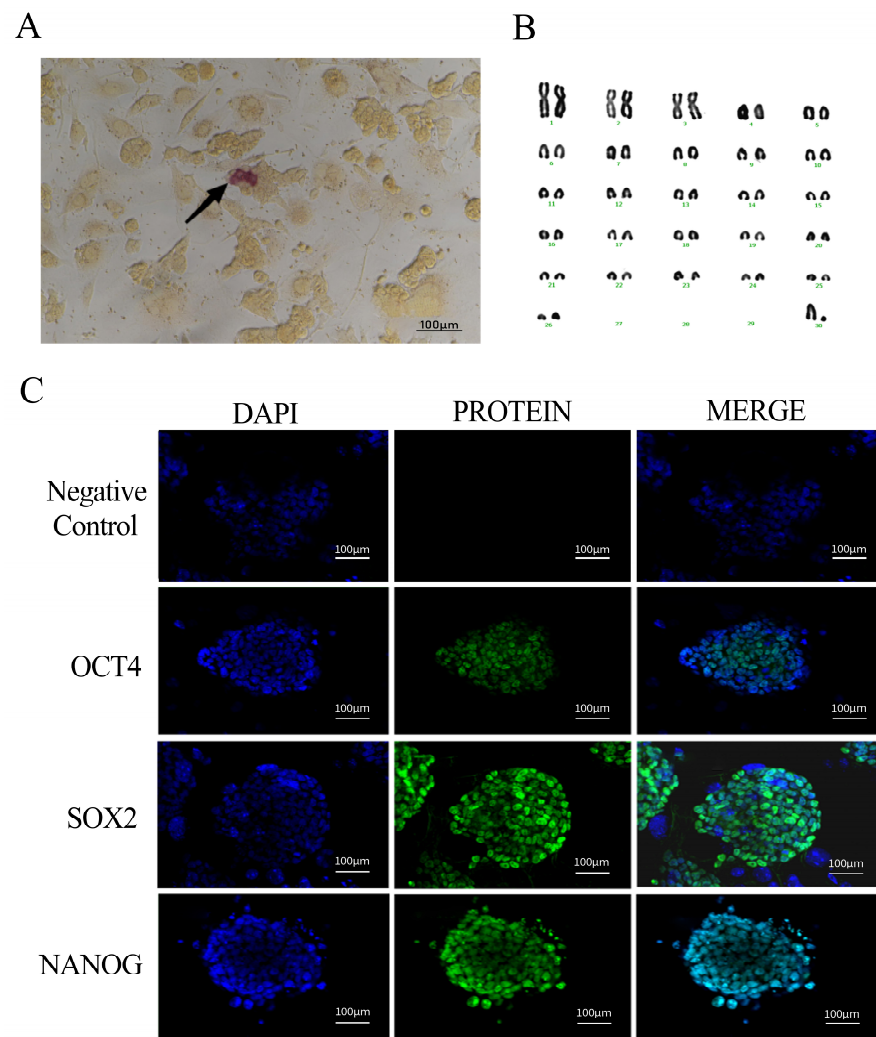 A
B
100μm
1 2 3 4 5
6 7 8 9 10
11 12 13 14 15
16 17 18 19 20
21 22 23 24 25
26 27 28 29 30
C
DAPI PROTEIN MERGE
Negative
Control
100μm 100μm 100μm
OCT4
100μm 100μm 100μm
SOX2
100μm 100μm 100μm
NANOG
100μm 100μm 100μm